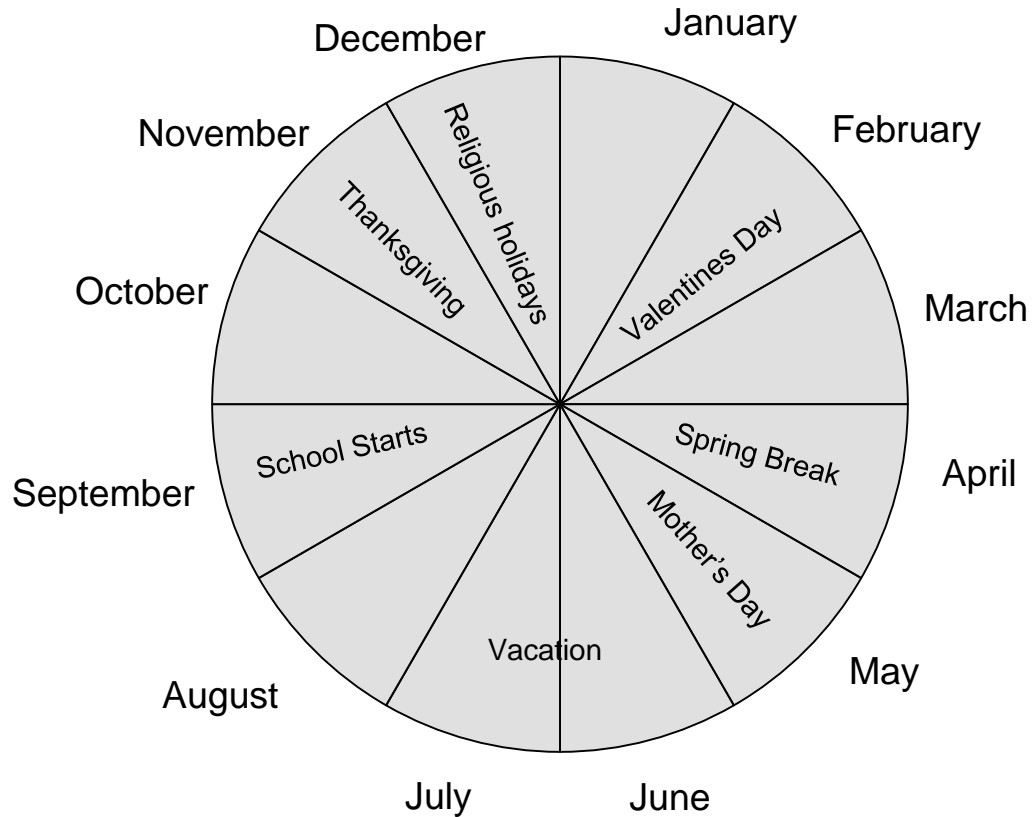 January
February
March
April
May
June
July
August
September
October
November
December
Valentines Day
Spring Break
Mother’s Day
Vacation
School Starts
Thanksgiving
Religious holidays